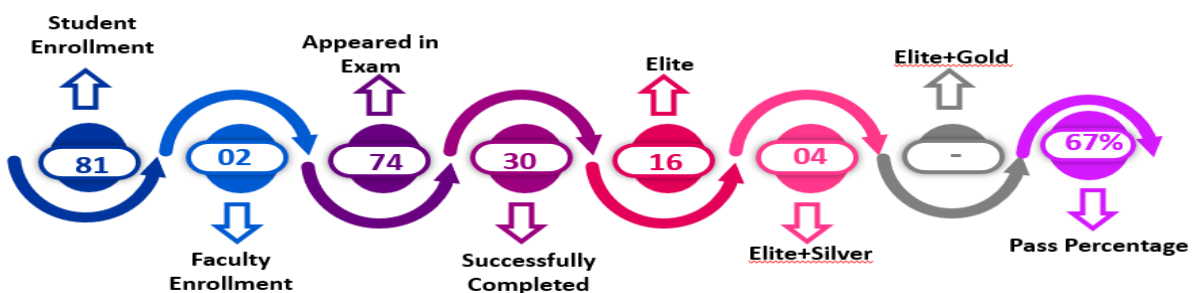 Student
Enrollment
81
02
Faculty
Enrollment
Appeared in
Exam
74
30
Successfully
Completed
Elite
16
04
Elite+Silver
Elite+Gold
-
67%
Pass Percentage